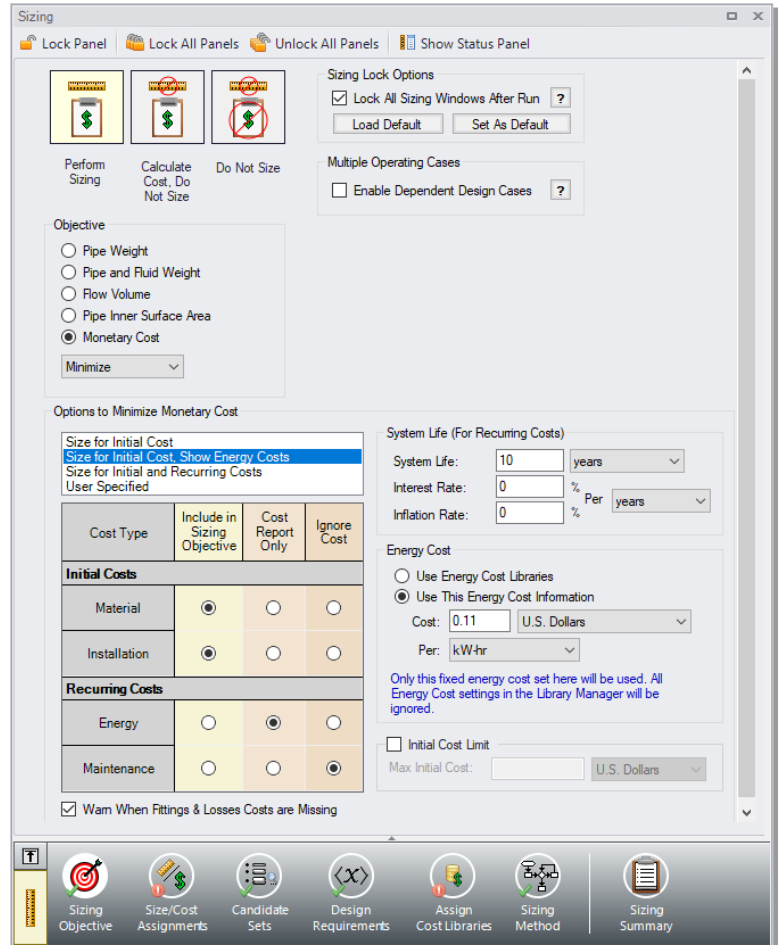 Sizing
Lock Panel
Lock All Panels
Unlock All Panels
Show Status Panel
Perform
Sizing
Calculate
Cost, Do
Not Size
Do Not Size
Sizing Lock Options
Lock All Sizing Windows After Run
?
Load Default
Set As Default
Multiple Operating Cases
Enable Dependent Design Cases
?
Objective
Pipe Weight
Pipe and Fluid Weight
Flow Volume
Pipe Inner Surface Area
Monetary Cost
Minimize
Options to Minimize Monetary Cost
Size for Initial Cost
Size for Initial Cost, Show Energy Costs
Size for Initial and Recurring Costs
User Specified
Cost Type
Include in
Sizing
Objective
Cost
Report
Only
Ignore
Cost
Initial Costs
Material
Installation
Recurring Costs
Energy
Maintenance
Warn When Fittings & Losses Costs are Missing
System Life (For Recurring Costs)
System Life: 10 years
Interest Rate: 0 %
Per years
Inflation Rate: 0 %
Energy Cost
Use Energy Cost Libraries
Use This Energy Cost Information
Cost: 0.11 U.S. Dollars
Per: kW-hr
Only this fixed energy cost set here will be used. All
Energy Cost settings in the Library Manager will be
ignored.
Initial Cost Limit
Max Initial Cost: U.S. Dollars
Sizing
Objective
Size/Cost
Assignments
Candidate
Sets
⟨x⟩
Design
Requirements
Assign
Cost Libraries
Sizing
Method
Sizing
Summary